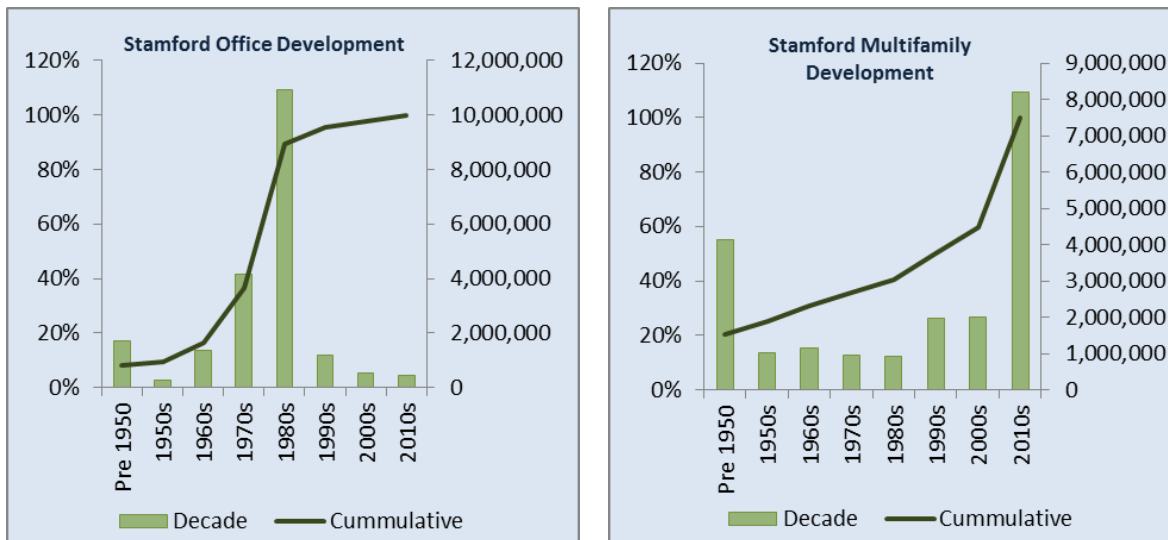 Stamford Office Development
120%
100%
80%
60%
40%
20%
0%
12,000,000
10,000,000
8,000,000
6,000,000
4,000,000
2,000,000
0
Pre 1950
1950s
1960s
1970s
1980s
1990s
2000s
2010s
Decade
Cummulative
Stamford Multifamily
Development
120%
100%
80%
60%
40%
20%
0%
9,000,000
8,000,000
7,000,000
6,000,000
5,000,000
4,000,000
3,000,000
2,000,000
1,000,000
0
Pre 1950
1950s
1960s
1970s
1980s
1990s
2000s
2010s
Decade
Cummulative